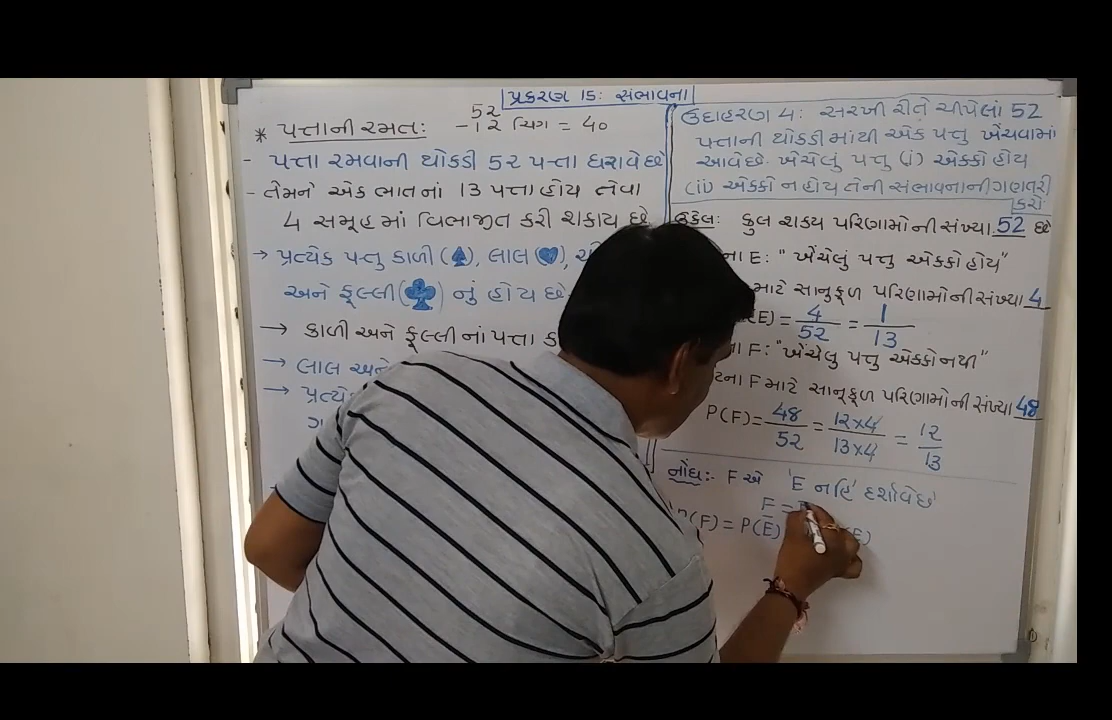 પ્રકરણ 15: સંભાવના
* પત્તાની રમત:
52
- 12 ચિત્ર = 40
- પત્તા રમવાની થોકડી 52 પત્તા ધરાવે છે
- તેમને એક ભાતનાં 13 પત્તા હોય તેવા
4 સમૂહ માં વિભાજીત કરી શકાય છે
→ પ્રત્યેક પત્તુ કાળી (♠), લાલ (♥),
અને ફૂલ્લી (♣) નું હોય છે
→ કાળી અને ફૂલ્લીનાં પત્તા
→ લાલ અને
→
ઉદાહરણ 4: સરખી રીતે ચીપેલાં 52
પત્તાની થોકડી માંથી એક પત્તુ ખેંચવામાં
આવે છે. ખેંચેલું પત્તુ (i) એક્કો હોય
(ii) એક્કો ન હોય તેની સંભાવનાની ગણતરી
કરો
ઉકેલ: કુલ શક્ય પરિણામોની સંખ્યા 52 છે
E: "ખેંચેલું પત્તુ એક્કો હોય"
માટે સાનુકૂળ પરિણામોની સંખ્યા 4
(E) = 4/52 = 1/13
F: "ખેંચેલુ પત્તુ એક્કો નથી"
F માટે સાનૂકૂળ પરિણામોની સંખ્યા 48
P(F) = 48/52 = 12×4/13×4 = 12/13
નોંધ: F એ 'E નહિ' દર્શાવે છે
F =
P(F) = P(E) E)